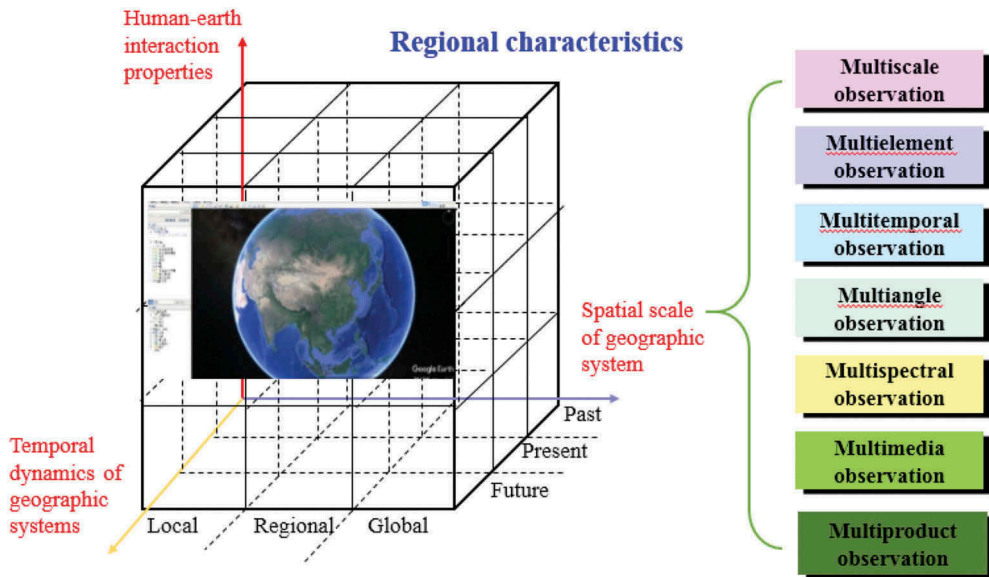 Human-earth
interaction
properties
Regional characteristics
Multiscale
observation
Multielement
observation
Multitemporal
observation
Multiangle
observation
Multispectral
observation
Multimedia
observation
Multiproduct
observation
Spatial scale
of geographic
system
Google Earth
Past
Present
Future
Temporal
dynamics of
geographic
systems
Local Regional Global